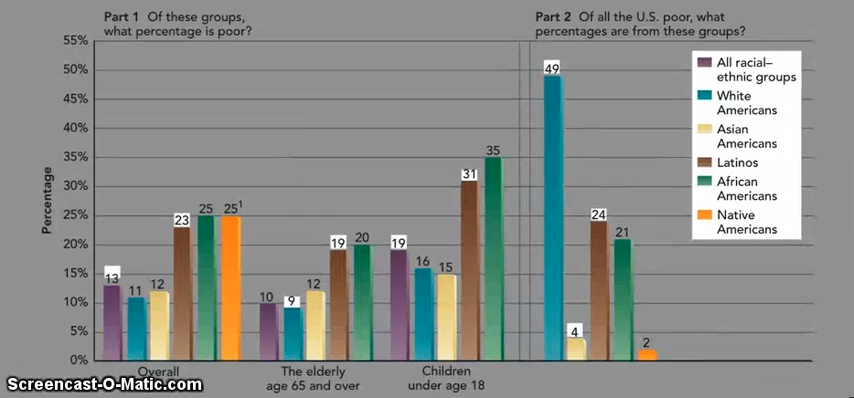 Part 1 Of these groups,
what percentage is poor?
Part 2 Of all the U.S. poor, what
percentages are from these groups?
55%
50%
45%
40%
35%
30%
25%
20%
15%
10%
5%
0%
Percentage
13
11
12
23
25
25¹
10
9
12
19
20
19
16
15
31
35
49
4
24
21
2
Overall
The elderly
age 65 and over
Children
under age 18
All racial–
ethnic groups
White
Americans
Asian
Americans
Latinos
African
Americans
Native
Americans
Screencast-O-Matic.com